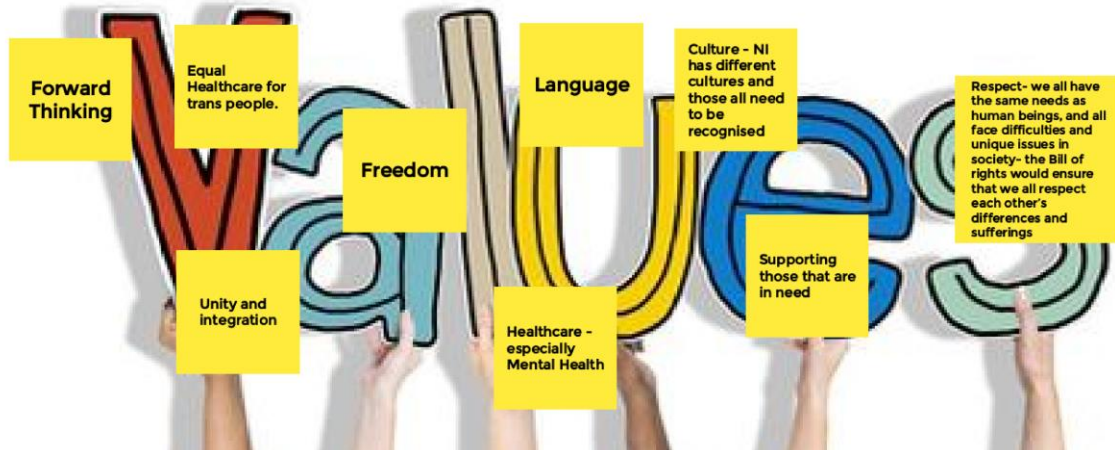 Values
Forward
Thinking
Equal
Healthcare for
trans people.
Freedom
Language
Culture - NI
has different
cultures and
those all need
to be
recognised
Respect- we all have
the same needs as
human beings, and all
face difficulties and
unique issues in
society- the Bill of
rights would ensure
that we all respect
each other's
differences and
sufferings
Unity and
integration
Healthcare -
especially
Mental Health
Supporting
those that are
in need